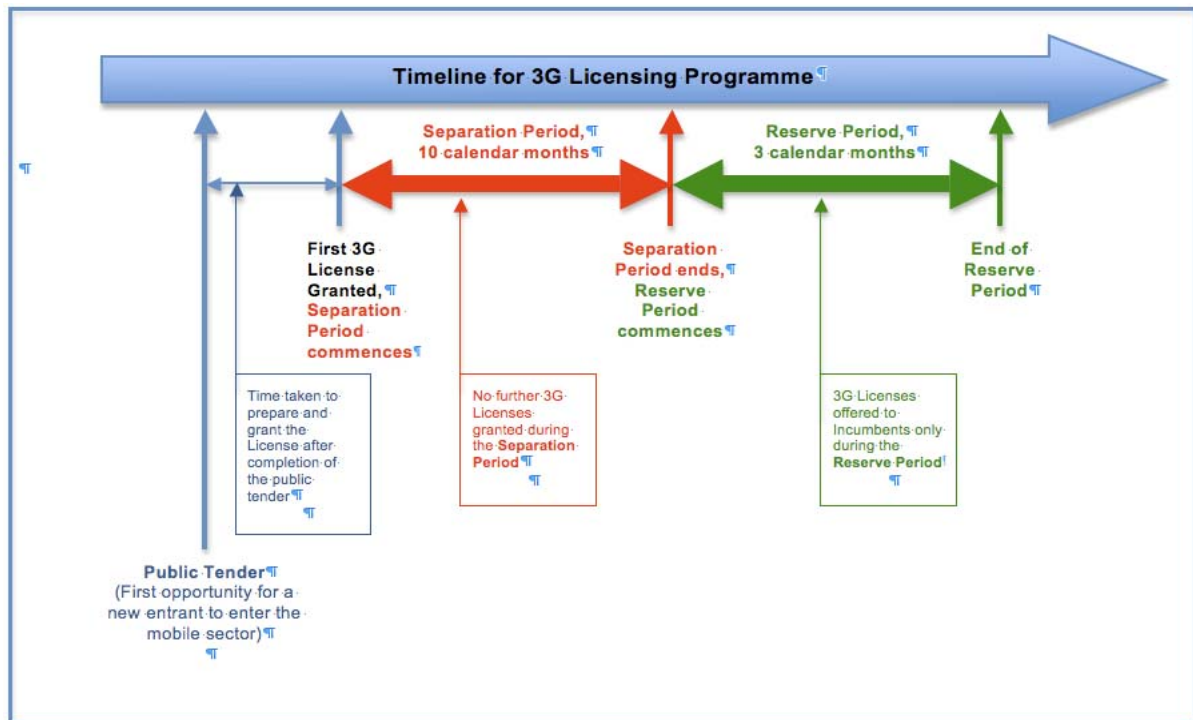 Timeline for 3G Licensing Programme¶
Separation Period,¶
10 calendar months¶
Reserve Period,¶
3 calendar months¶
¶
First 3G
License
Granted,¶
Separation
Period
commences¶
Separation
Period ends,¶
Reserve
Period
commences¶
End of
Reserve
Period¶
Time taken to
prepare and
grant the
License after
completion of
the public
tender¶
¶
No further 3G
Licenses
granted during
the Separation
Period¶
¶
3G Licenses
offered to
Incumbents only
during the
Reserve Period¶
¶
Public Tender¶
(First opportunity for a
new entrant to enter the
mobile sector)¶
¶